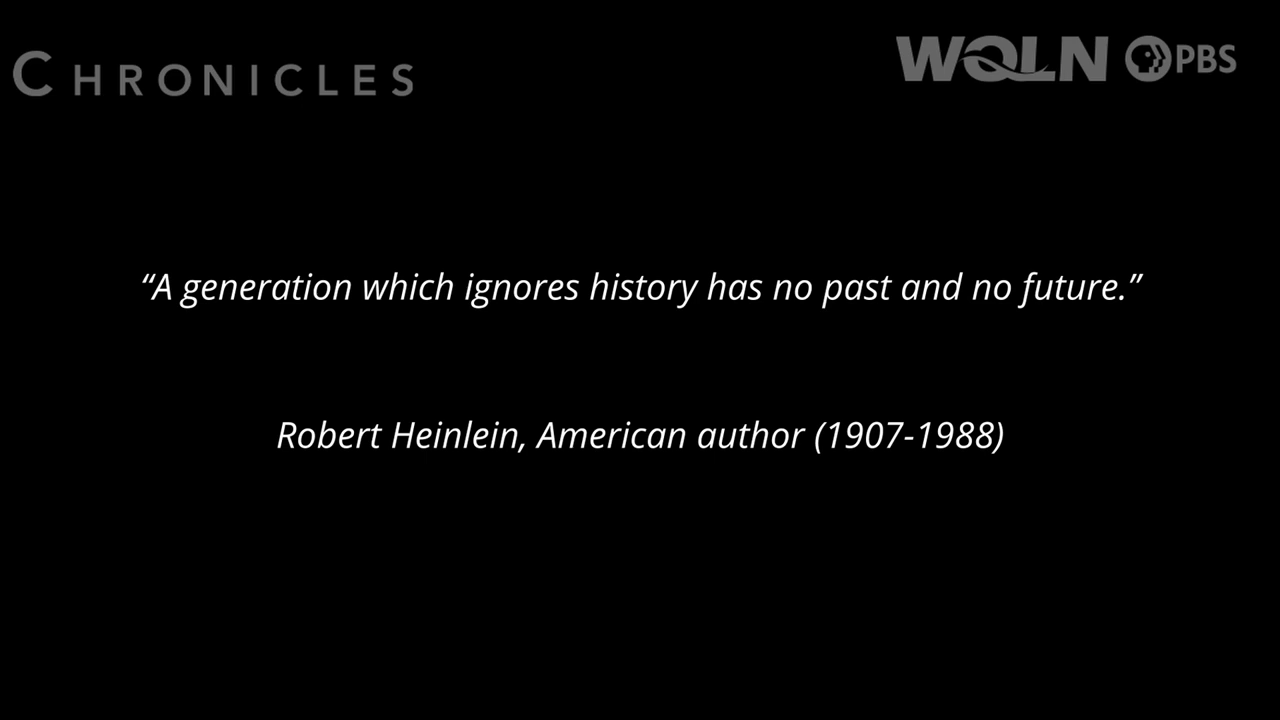 CHRONICLES
WQLN PBS
“A generation which ignores history has no past and no future.”
Robert Heinlein, American author (1907-1988)